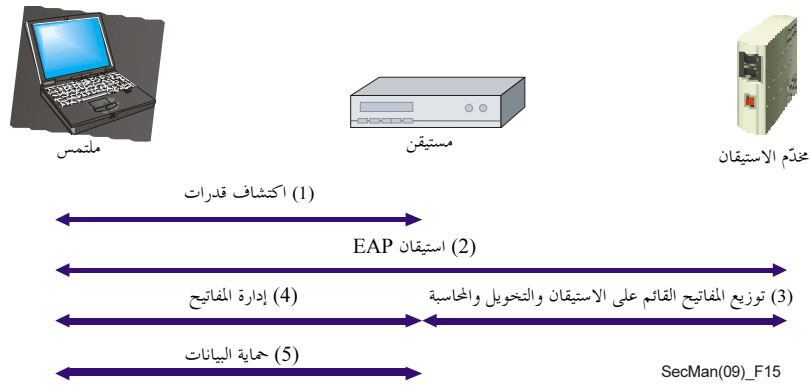 ملتمس
مستيقن
مخدّم الاستيقان
(1) اكتشاف قدرات
(2) استيقان EAP
(3) توزيع المفاتيح القائم على الاستيقان والتخويل والمحاسبة
(4) إدارة المفاتيح
(5) حماية البيانات
SecMan(09)_F15